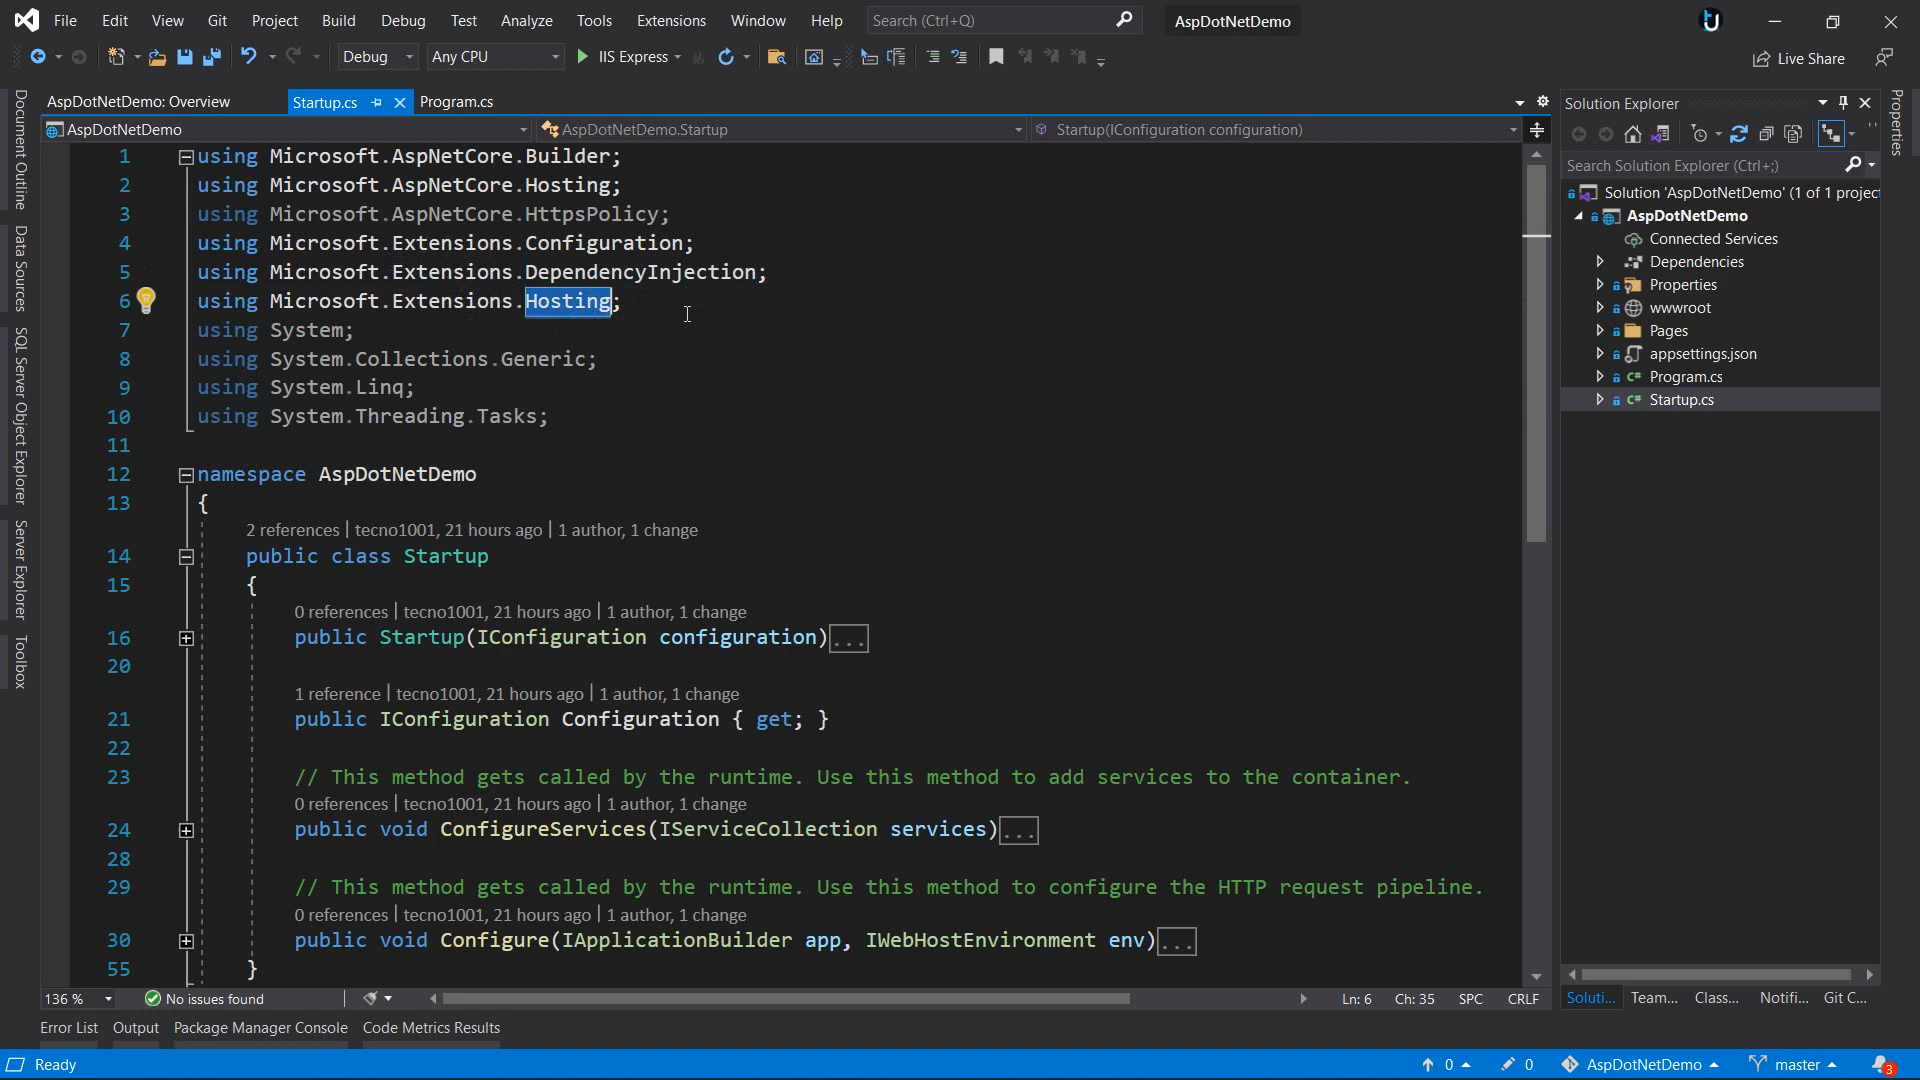 File Edit View Git Project Build Debug Test Analyze Tools Extensions Window Help Search (Ctrl+Q) AspDotNetDemo
Debug Any CPU IIS Express Live Share
AspDotNetDemo: Overview Startup.cs Program.cs
AspDotNetDemo AspDotNetDemo.Startup Startup(IConfiguration configuration)
1 using Microsoft.AspNetCore.Builder;
2 using Microsoft.AspNetCore.Hosting;
3 using Microsoft.AspNetCore.HttpsPolicy;
4 using Microsoft.Extensions.Configuration;
5 using Microsoft.Extensions.DependencyInjection;
6 using Microsoft.Extensions.Hosting;
7 using System;
8 using System.Collections.Generic;
9 using System.Linq;
10 using System.Threading.Tasks;
11
12 namespace AspDotNetDemo
13 {
2 references | tecno1001, 21 hours ago | 1 author, 1 change
14 public class Startup
15 {
0 references | tecno1001, 21 hours ago | 1 author, 1 change
16 public Startup(IConfiguration configuration)...
20
1 reference | tecno1001, 21 hours ago | 1 author, 1 change
21 public IConfiguration Configuration { get; }
22
23 // This method gets called by the runtime. Use this method to add services to the container.
0 references | tecno1001, 21 hours ago | 1 author, 1 change
24 public void ConfigureServices(IServiceCollection services)...
28
29 // This method gets called by the runtime. Use this method to configure the HTTP request pipeline.
0 references | tecno1001, 21 hours ago | 1 author, 1 change
30 public void Configure(IApplicationBuilder app, IWebHostEnvironment env)...
55 }
136 % No issues found Ln: 6 Ch: 35 SPC CRLF
Document Outline
Data Sources
SQL Server Object Explorer
Server Explorer
Toolbox
Solution Explorer
Search Solution Explorer (Ctrl+;)
Solution 'AspDotNetDemo' (1 of 1 project
AspDotNetDemo
Connected Services
Dependencies
Properties
wwwroot
Pages
appsettings.json
C# Program.cs
C# Startup.cs
Soluti... Team... Class... Notifi... Git C...
Properties
Error List Output Package Manager Console Code Metrics Results
Ready 0 0 AspDotNetDemo master 3